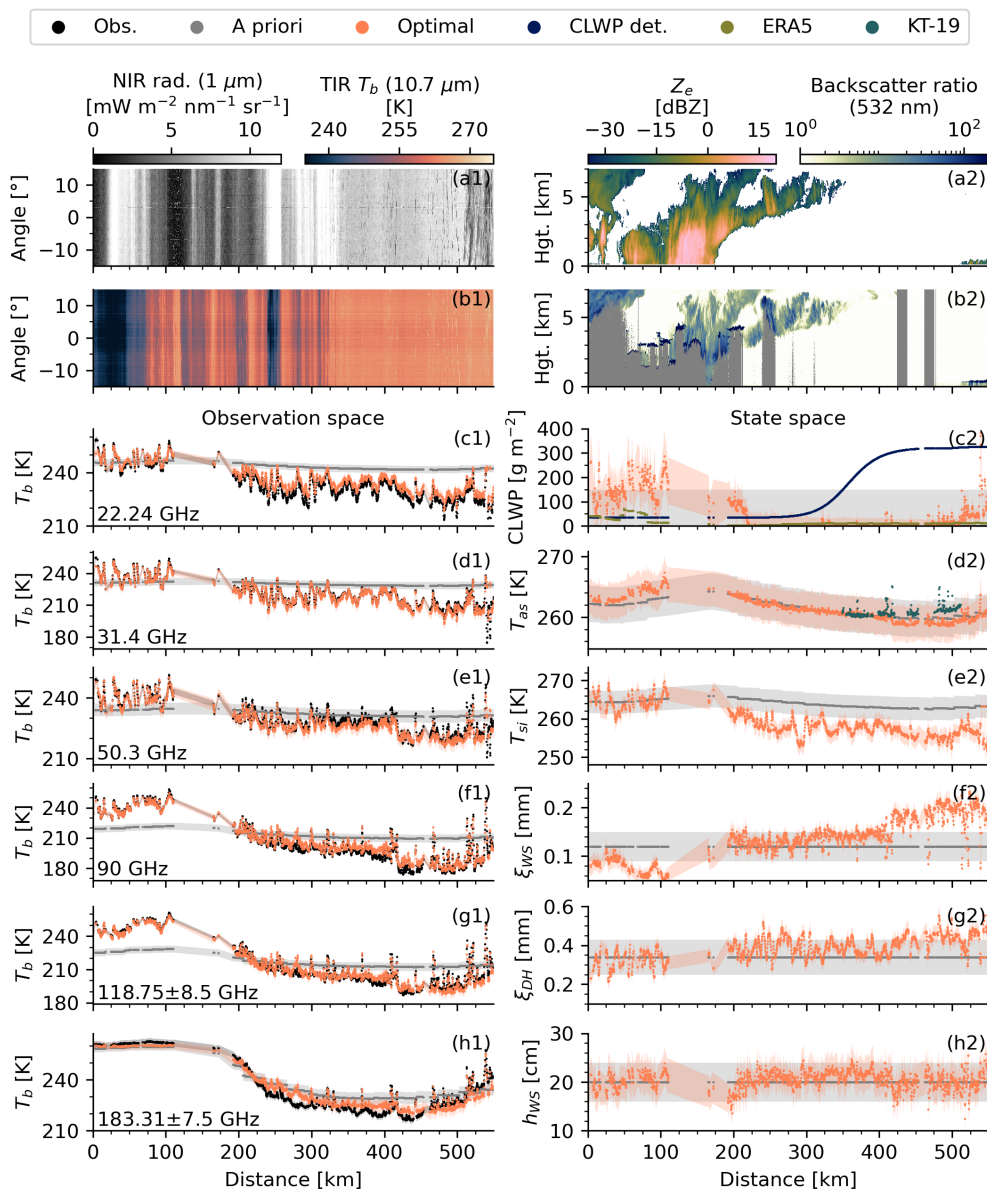 Obs. A priori Optimal CLWP det. ERA5 KT-19
NIR rad. (1 μm)
[mW m⁻² nm⁻¹ sr⁻¹]
0 5 10
TIR T_b (10.7 μm)
[K]
240 255 270
Z_e
[dBZ]
−30 −15 0 15
Backscatter ratio
(532 nm)
10⁰ 10²
Angle [°]
10
0
−10
(a1)
Hgt. [km]
5
0
(a2)
Angle [°]
10
0
−10
(b1)
Hgt. [km]
5
0
(b2)
Observation space
State space
T_b [K]
240
210
(c1)
22.24 GHz
CLWP [g m⁻²]
400
300
200
100
0
(c2)
T_b [K]
240
210
180
(d1)
31.4 GHz
T_as [K]
270
260
(d2)
T_b [K]
240
210
(e1)
50.3 GHz
T_si [K]
270
260
250
(e2)
T_b [K]
240
210
180
(f1)
90 GHz
ξ_WS [mm]
0.2
0.1
(f2)
T_b [K]
240
210
180
(g1)
118.75±8.5 GHz
ξ_DH [mm]
0.6
0.4
0.2
(g2)
T_b [K]
240
210
(h1)
183.31±7.5 GHz
h_WS [cm]
30
20
10
(h2)
0 100 200 300 400 500
Distance [km]
0 100 200 300 400 500
Distance [km]